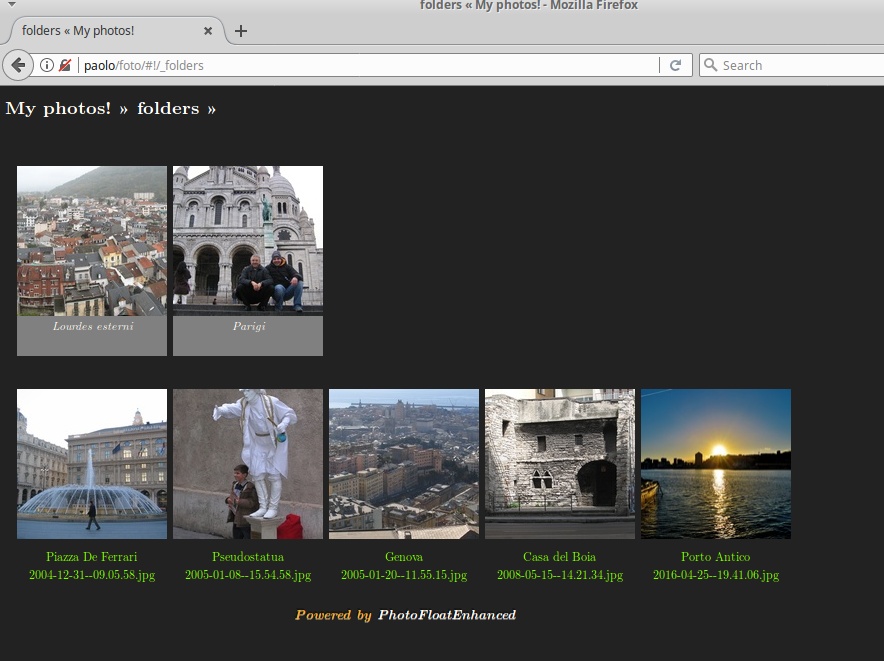 folders « My photos! - Mozilla Firefox
folders « My photos!
paolo/foto/#!/_folders
Search
My photos! » folders »
Lourdes esterni
Parigi
Piazza De Ferrari
2004-12-31--09.05.58.jpg
Pseudostatua
2005-01-08--15.54.58.jpg
Genova
2005-01-20--11.55.15.jpg
Casa del Boia
2008-05-15--14.21.34.jpg
Porto Antico
2016-04-25--19.41.06.jpg
Powered by PhotoFloatEnhanced